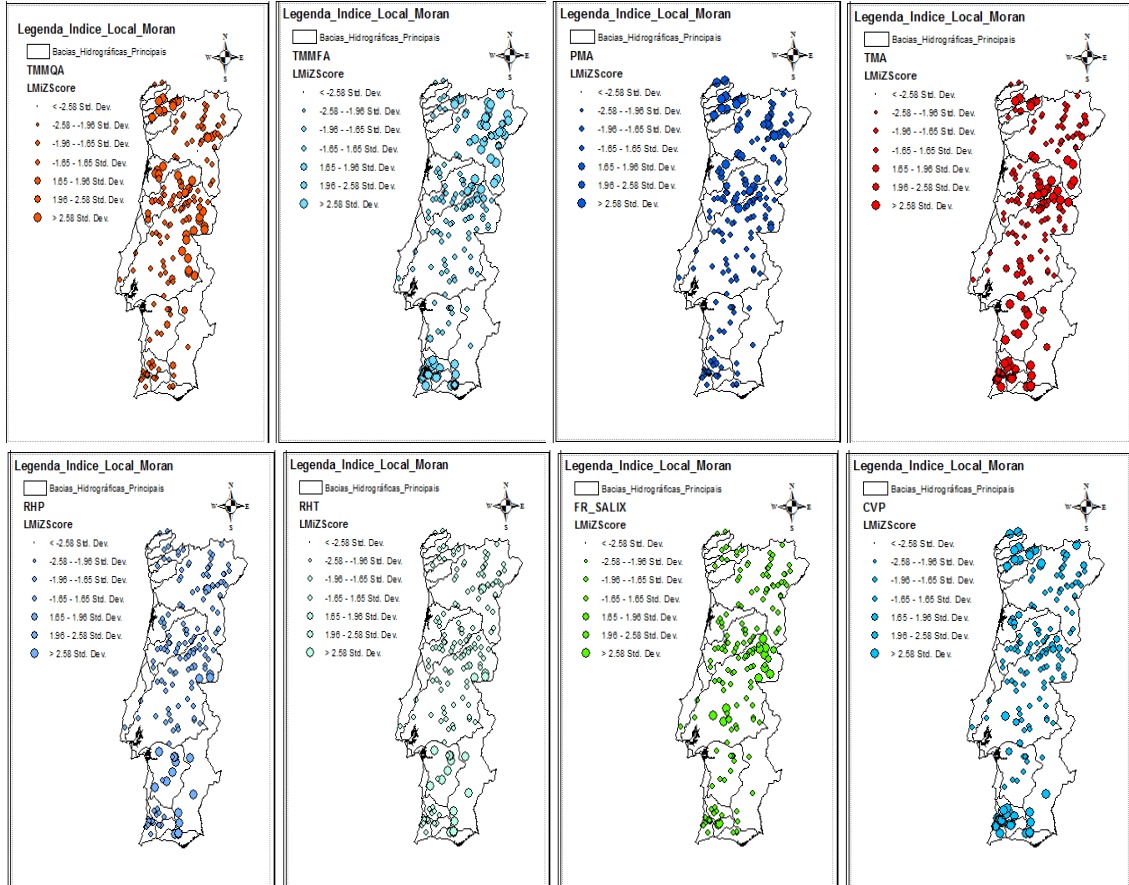 Legenda_Indice_Local_Moran
Bacias_Hidrográficas_Principais
N
W E
S
TMMQA
LMiZScore
< -2.58 Std. Dev.
-2.58 - -1.96 Std. Dev.
-1.96 - -1.65 Std. Dev.
-1.65 - 1.65 Std. Dev.
1.65 - 1.96 Std. Dev.
1.96 - 2.58 Std. Dev.
> 2.58 Std. Dev.
Legenda_Indice_Local_Moran
Bacias_Hidrográficas_Principais
N
W E
S
TMMFA
LMiZScore
< -2.58 Std. Dev.
-2.58 - -1.96 Std. Dev.
-1.96 - -1.65 Std. Dev.
-1.65 - 1.65 Std. Dev.
1.65 - 1.96 Std. Dev.
1.96 - 2.58 Std. Dev.
> 2.58 Std. Dev.
Legenda_Indice_Local_Moran
Bacias_Hidrográficas_Principais
N
W E
S
PMA
LMiZScore
< -2.58 Std. Dev.
-2.58 - -1.96 Std. Dev.
-1.96 - -1.65 Std. Dev.
-1.65 - 1.65 Std. Dev.
1.65 - 1.96 Std. Dev.
1.96 - 2.58 Std. Dev.
> 2.58 Std. Dev.
Legenda_Indice_Local_Moran
Bacias_Hidrográficas_Principais
N
W E
S
TMA
LMiZScore
< -2.58 Std. Dev.
-2.58 - -1.96 Std. Dev.
-1.96 - -1.65 Std. Dev.
-1.65 - 1.65 Std. Dev.
1.65 - 1.96 Std. Dev.
1.96 - 2.58 Std. Dev.
> 2.58 Std. Dev.
Legenda_Indice_Local_Moran
Bacias_Hidrográficas_Principais
N
W E
S
RHP
LMiZScore
< -2.58 Std. Dev.
-2.58 - -1.96 Std. Dev.
-1.96 - -1.65 Std. Dev.
-1.65 - 1.65 Std. Dev.
1.65 - 1.96 Std. Dev.
1.96 - 2.58 Std. Dev.
> 2.58 Std. Dev.
Legenda_Indice_Local_Moran
Bacias_Hidrográficas_Principais
N
W E
S
RHT
LMiZScore
< -2.58 Std. Dev.
-2.58 - -1.96 Std. Dev.
-1.96 - -1.65 Std. Dev.
-1.65 - 1.65 Std. Dev.
1.65 - 1.96 Std. Dev.
1.96 - 2.58 Std. Dev.
> 2.58 Std. Dev.
Legenda_Indice_Local_Moran
Bacias_Hidrográficas_Principais
N
W E
S
FR_SALIX
LMiZScore
< -2.58 Std. Dev.
-2.58 - -1.96 Std. Dev.
-1.96 - -1.65 Std. Dev.
-1.65 - 1.65 Std. Dev.
1.65 - 1.96 Std. Dev.
1.96 - 2.58 Std. Dev.
> 2.58 Std. Dev.
Legenda_Indice_Local_Moran
Bacias_Hidrográficas_Principais
N
W E
S
CVP
LMiZScore
< -2.58 Std. Dev.
-2.58 - -1.96 Std. Dev.
-1.96 - -1.65 Std. Dev.
-1.65 - 1.65 Std. Dev.
1.65 - 1.96 Std. Dev.
1.96 - 2.58 Std. Dev.
> 2.58 Std. Dev.